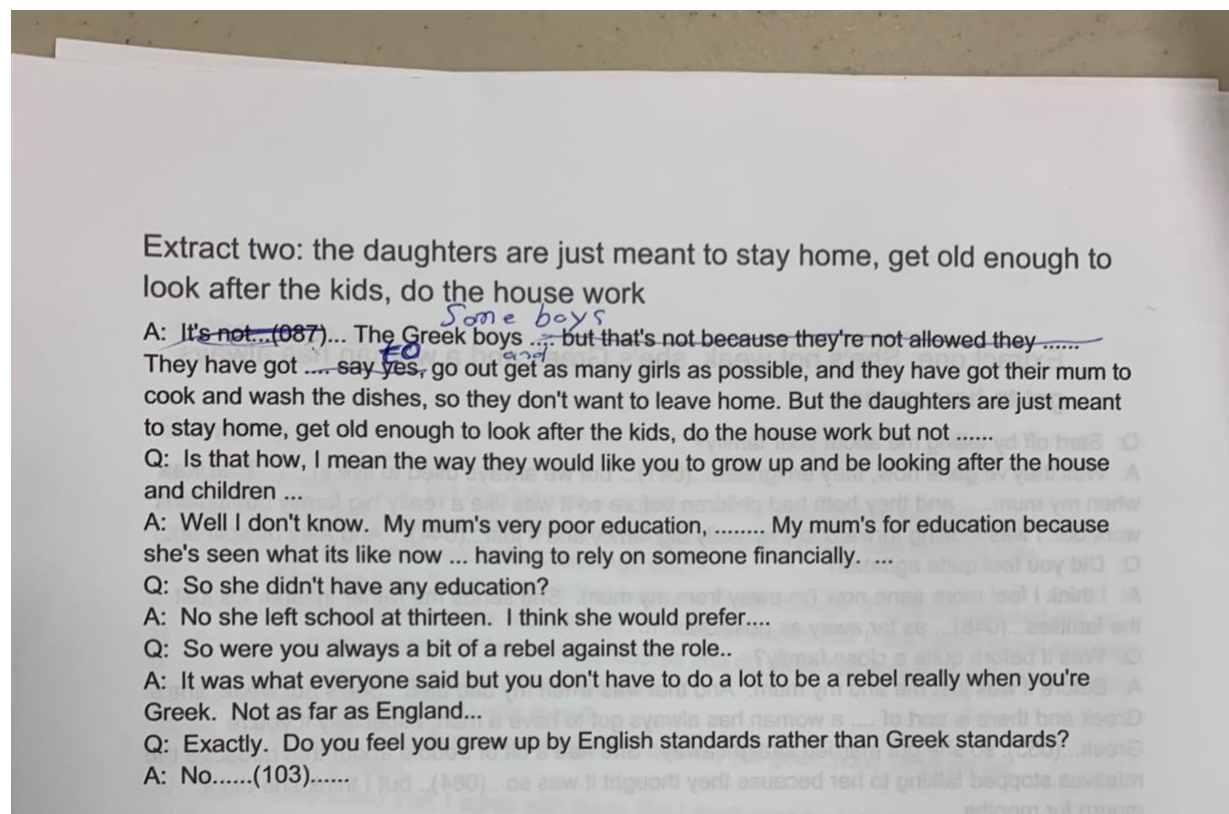 Extract two: the daughters are just meant to stay home, get old enough to
look after the kids, do the house work
Some boys
A: It's not...(087)... The Greek boys .... but that's not because they're not allowed they ......
to and
They have got .... say yes, go out get as many girls as possible, and they have got their mum to
cook and wash the dishes, so they don't want to leave home. But the daughters are just meant
to stay home, get old enough to look after the kids, do the house work but not ......
Q: Is that how, I mean the way they would like you to grow up and be looking after the house
and children ...
A: Well I don't know. My mum's very poor education, ........ My mum's for education because
she's seen what its like now ... having to rely on someone financially. ...
Q: So she didn't have any education?
A: No she left school at thirteen. I think she would prefer....
Q: So were you always a bit of a rebel against the role..
A: It was what everyone said but you don't have to do a lot to be a rebel really when you're
Greek. Not as far as England...
Q: Exactly. Do you feel you grew up by English standards rather than Greek standards?
A: No......(103)......